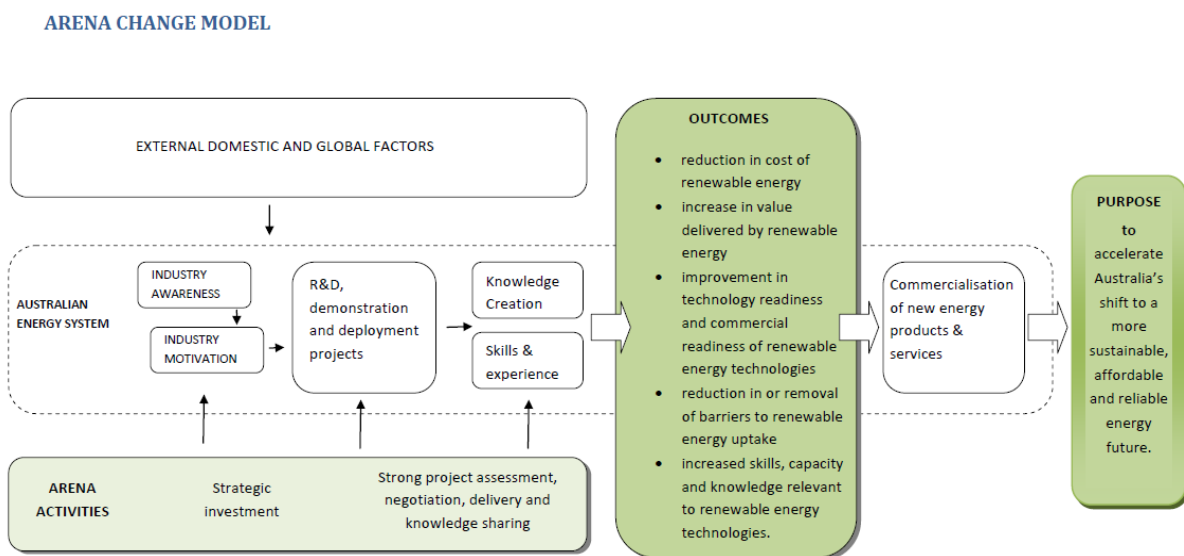 ARENA CHANGE MODEL
EXTERNAL DOMESTIC AND GLOBAL FACTORS
AUSTRALIAN
ENERGY SYSTEM
INDUSTRY
AWARENESS
INDUSTRY
MOTIVATION
R&D,
demonstration
and deployment
projects
Knowledge
Creation
Skills &
experience
OUTCOMES
• reduction in cost of
renewable energy
• increase in value
delivered by renewable
energy
• improvement in
technology readiness
and commercial
readiness of renewable
energy technologies
• reduction in or removal
of barriers to renewable
energy uptake
• increased skills, capacity
and knowledge relevant
to renewable energy
technologies.
Commercialisation
of new energy
products &
services
PURPOSE
to
accelerate
Australia's
shift to a
more
sustainable,
affordable
and reliable
energy
future.
ARENA
ACTIVITIES
Strategic
investment
Strong project assessment,
negotiation, delivery and
knowledge sharing